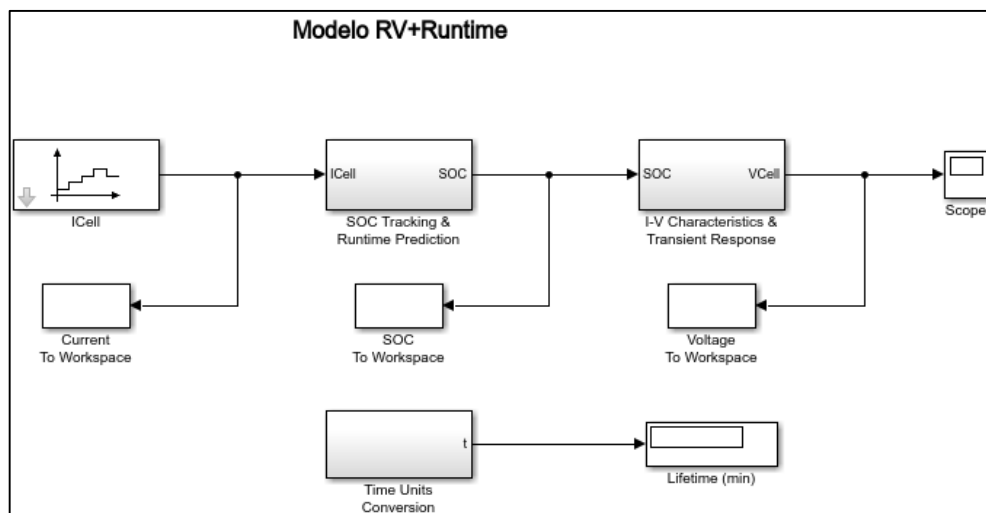 Modelo RV+Runtime
ICell
SOC
SOC
VCell
ICell
SOC Tracking &
Runtime Prediction
I-V Characteristics &
Transient Response
Scope
Current
To Workspace
SOC
To Workspace
Voltage
To Workspace
t
Time Units
Conversion
Lifetime (min)